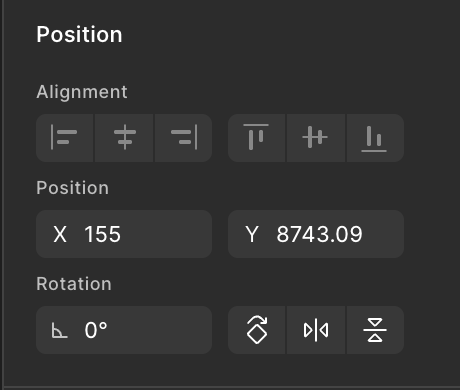 Position
Alignment
Position
X 155 Y 8743.09
Rotation
0°